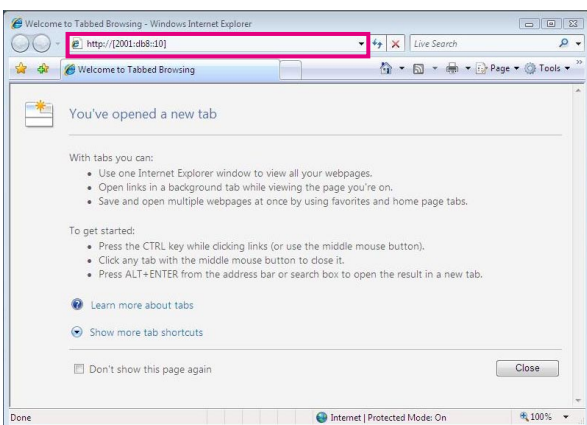 Welcome to Tabbed Browsing - Windows Internet Explorer
http://[2001:db8::10]
Live Search
Welcome to Tabbed Browsing
Page
Tools
You've opened a new tab
With tabs you can:
Use one Internet Explorer window to view all your webpages.
Open links in a background tab while viewing the page you're on.
Save and open multiple webpages at once by using favorites and home page tabs.
To get started:
Press the CTRL key while clicking links (or use the middle mouse button).
Click any tab with the middle mouse button to close it.
Press ALT+ENTER from the address bar or search box to open the result in a new tab.
Learn more about tabs
Show more tab shortcuts
Don't show this page again
Close
Done
Internet | Protected Mode: On
100%